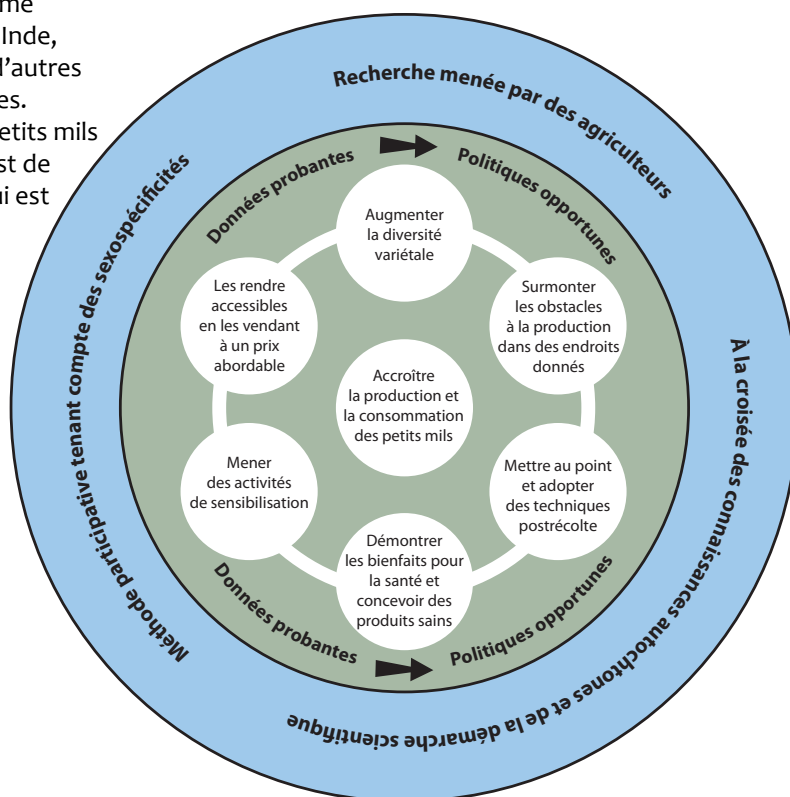 me
Inde,
d’autres
es.
petits mils
st de
ui est
Recherche menée par des agriculteurs
À la croisée des connaissances autochtones et de la démarche scientifique
Méthode participative tenant compte des sexospécificités
Données probantes
Politiques opportunes
Augmenter
la diversité
variétale
Surmonter
les obstacles
à la production
dans des endroits
donnés
Mettre au point
et adopter
des techniques
postrécolte
Démontrer
les bienfaits pour
la santé et
concevoir des
produits sains
Mener
des activités
de sensibilisation
Les rendre
accessibles
en les vendant
à un prix
abordable
Accroître
la production et
la consommation
des petits mils
Données probantes
Politiques opportunes